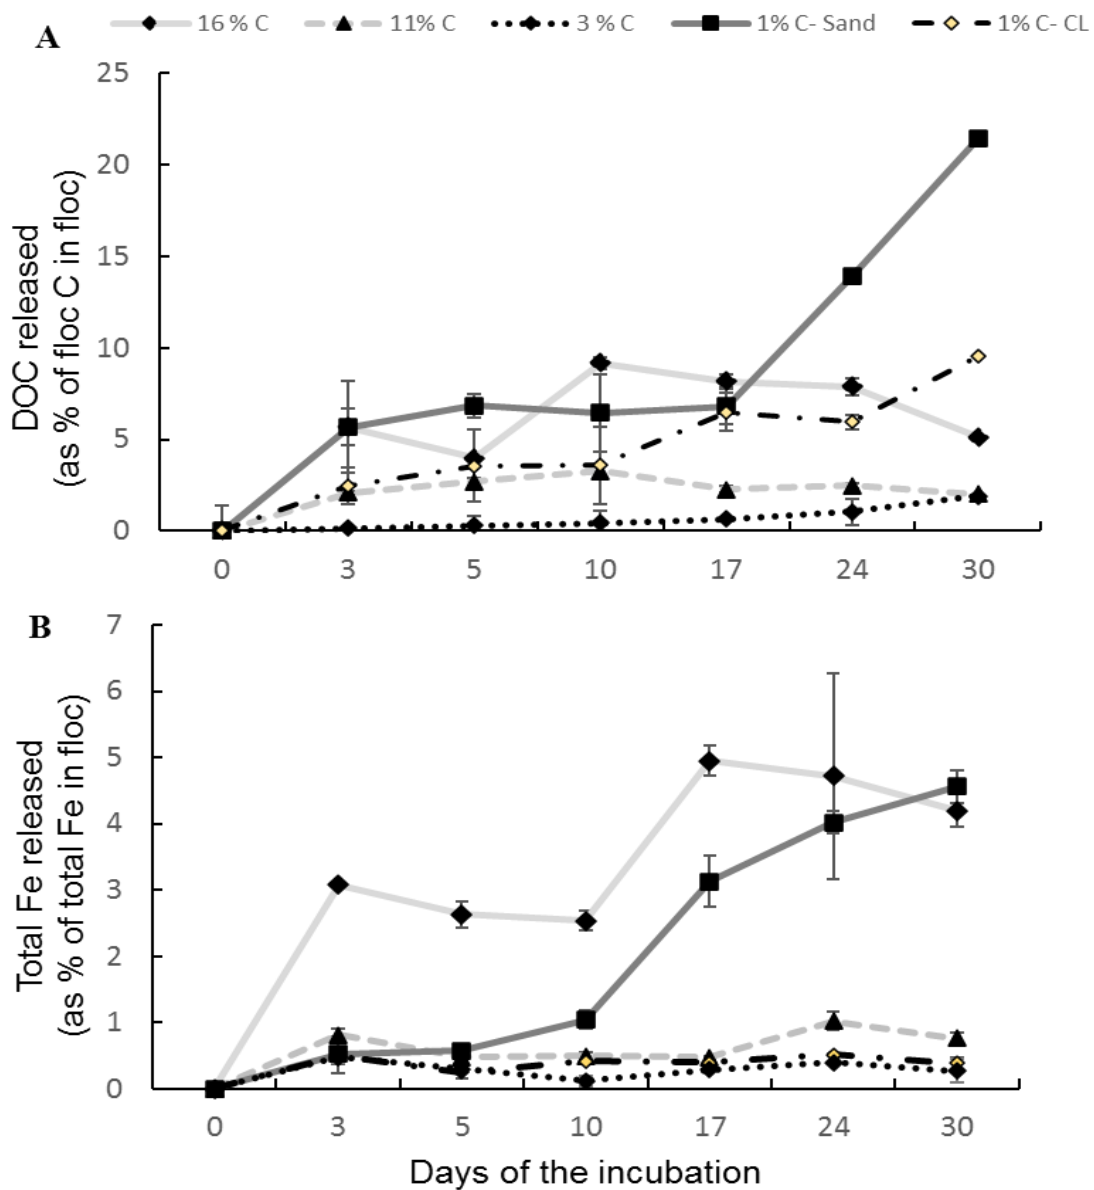 16 % C 11% C 3 % C 1% C- Sand 1% C- CL
A
25
20
15
10
5
0
DOC released
(as % of floc C in floc)
0 3 5 10 17 24 30
B
7
6
5
4
3
2
1
0
Total Fe released
(as % of total Fe in floc)
0 3 5 10 17 24 30
Days of the incubation